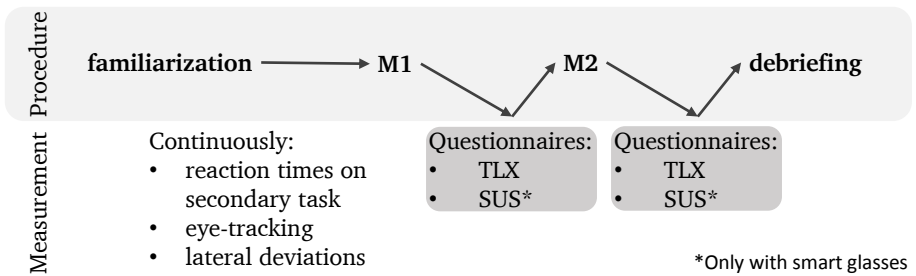 Procedure
familiarization
M1
M2
debriefing
Measurement
Continuously:
• reaction times on
secondary task
• eye-tracking
• lateral deviations
Questionnaires:
• TLX
• SUS*
Questionnaires:
• TLX
• SUS*
*Only with smart glasses